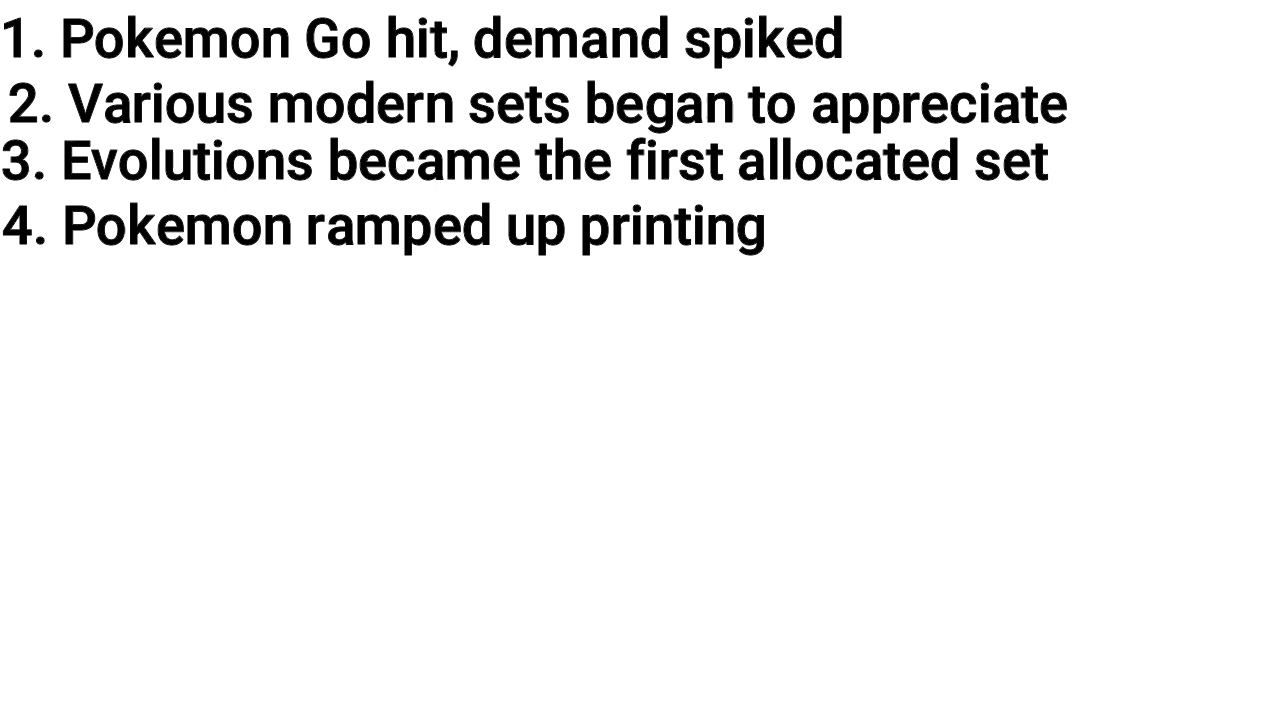 1. Pokemon Go hit, demand spiked
2. Various modern sets began to appreciate
3. Evolutions became the first allocated set
4. Pokemon ramped up printing